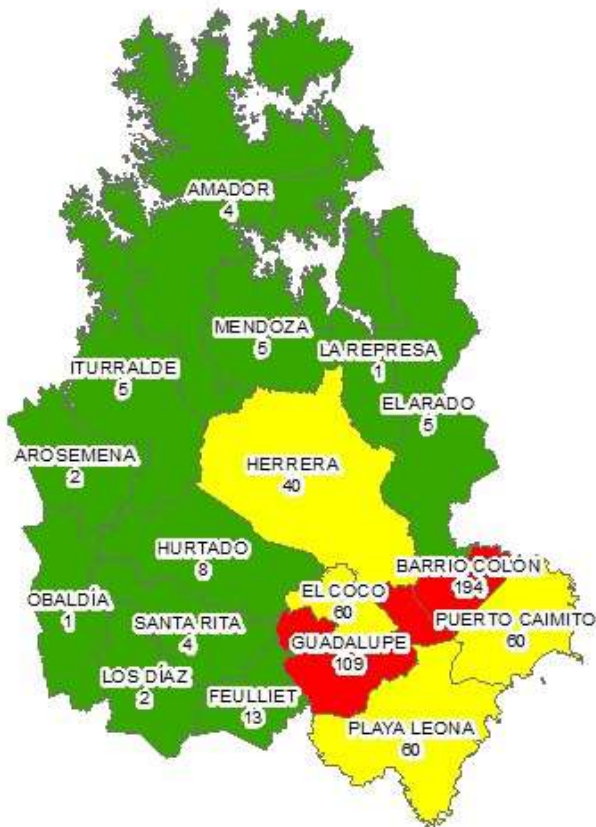 AMADOR
4
MENDOZA
5
LA REPRESA
1
ITURRALDE
5
EL ARADO
5
AROSEMENA
2
HERRERA
40
HURTADO
8
BARRIO COLÓN
194
OBALDÍA
1
EL COCO
60
SANTA RITA
4
PUERTO CAIMITO
60
GUADALUPE
109
LOS DÍAZ
2
FEULLIET
13
PLAYA LEONA
60